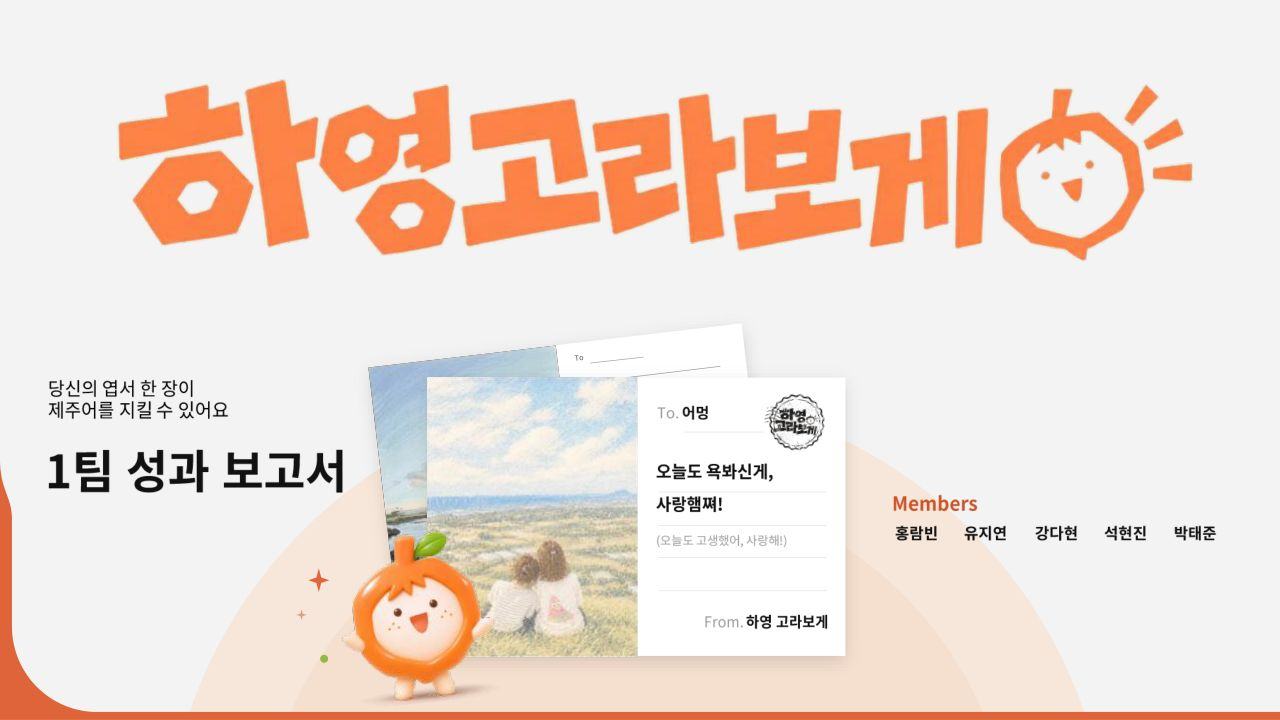 하영고라보게
당신의 엽서 한 장이
제주어를 지킬 수 있어요
1팀 성과 보고서
To
To. 어멍
하영
고라보게
오늘도 욕봐신게,
사랑햄쪄!
(오늘도 고생했어, 사랑해!)
From. 하영 고라보게
Members
홍람빈 유지연 강다현 석현진 박태준